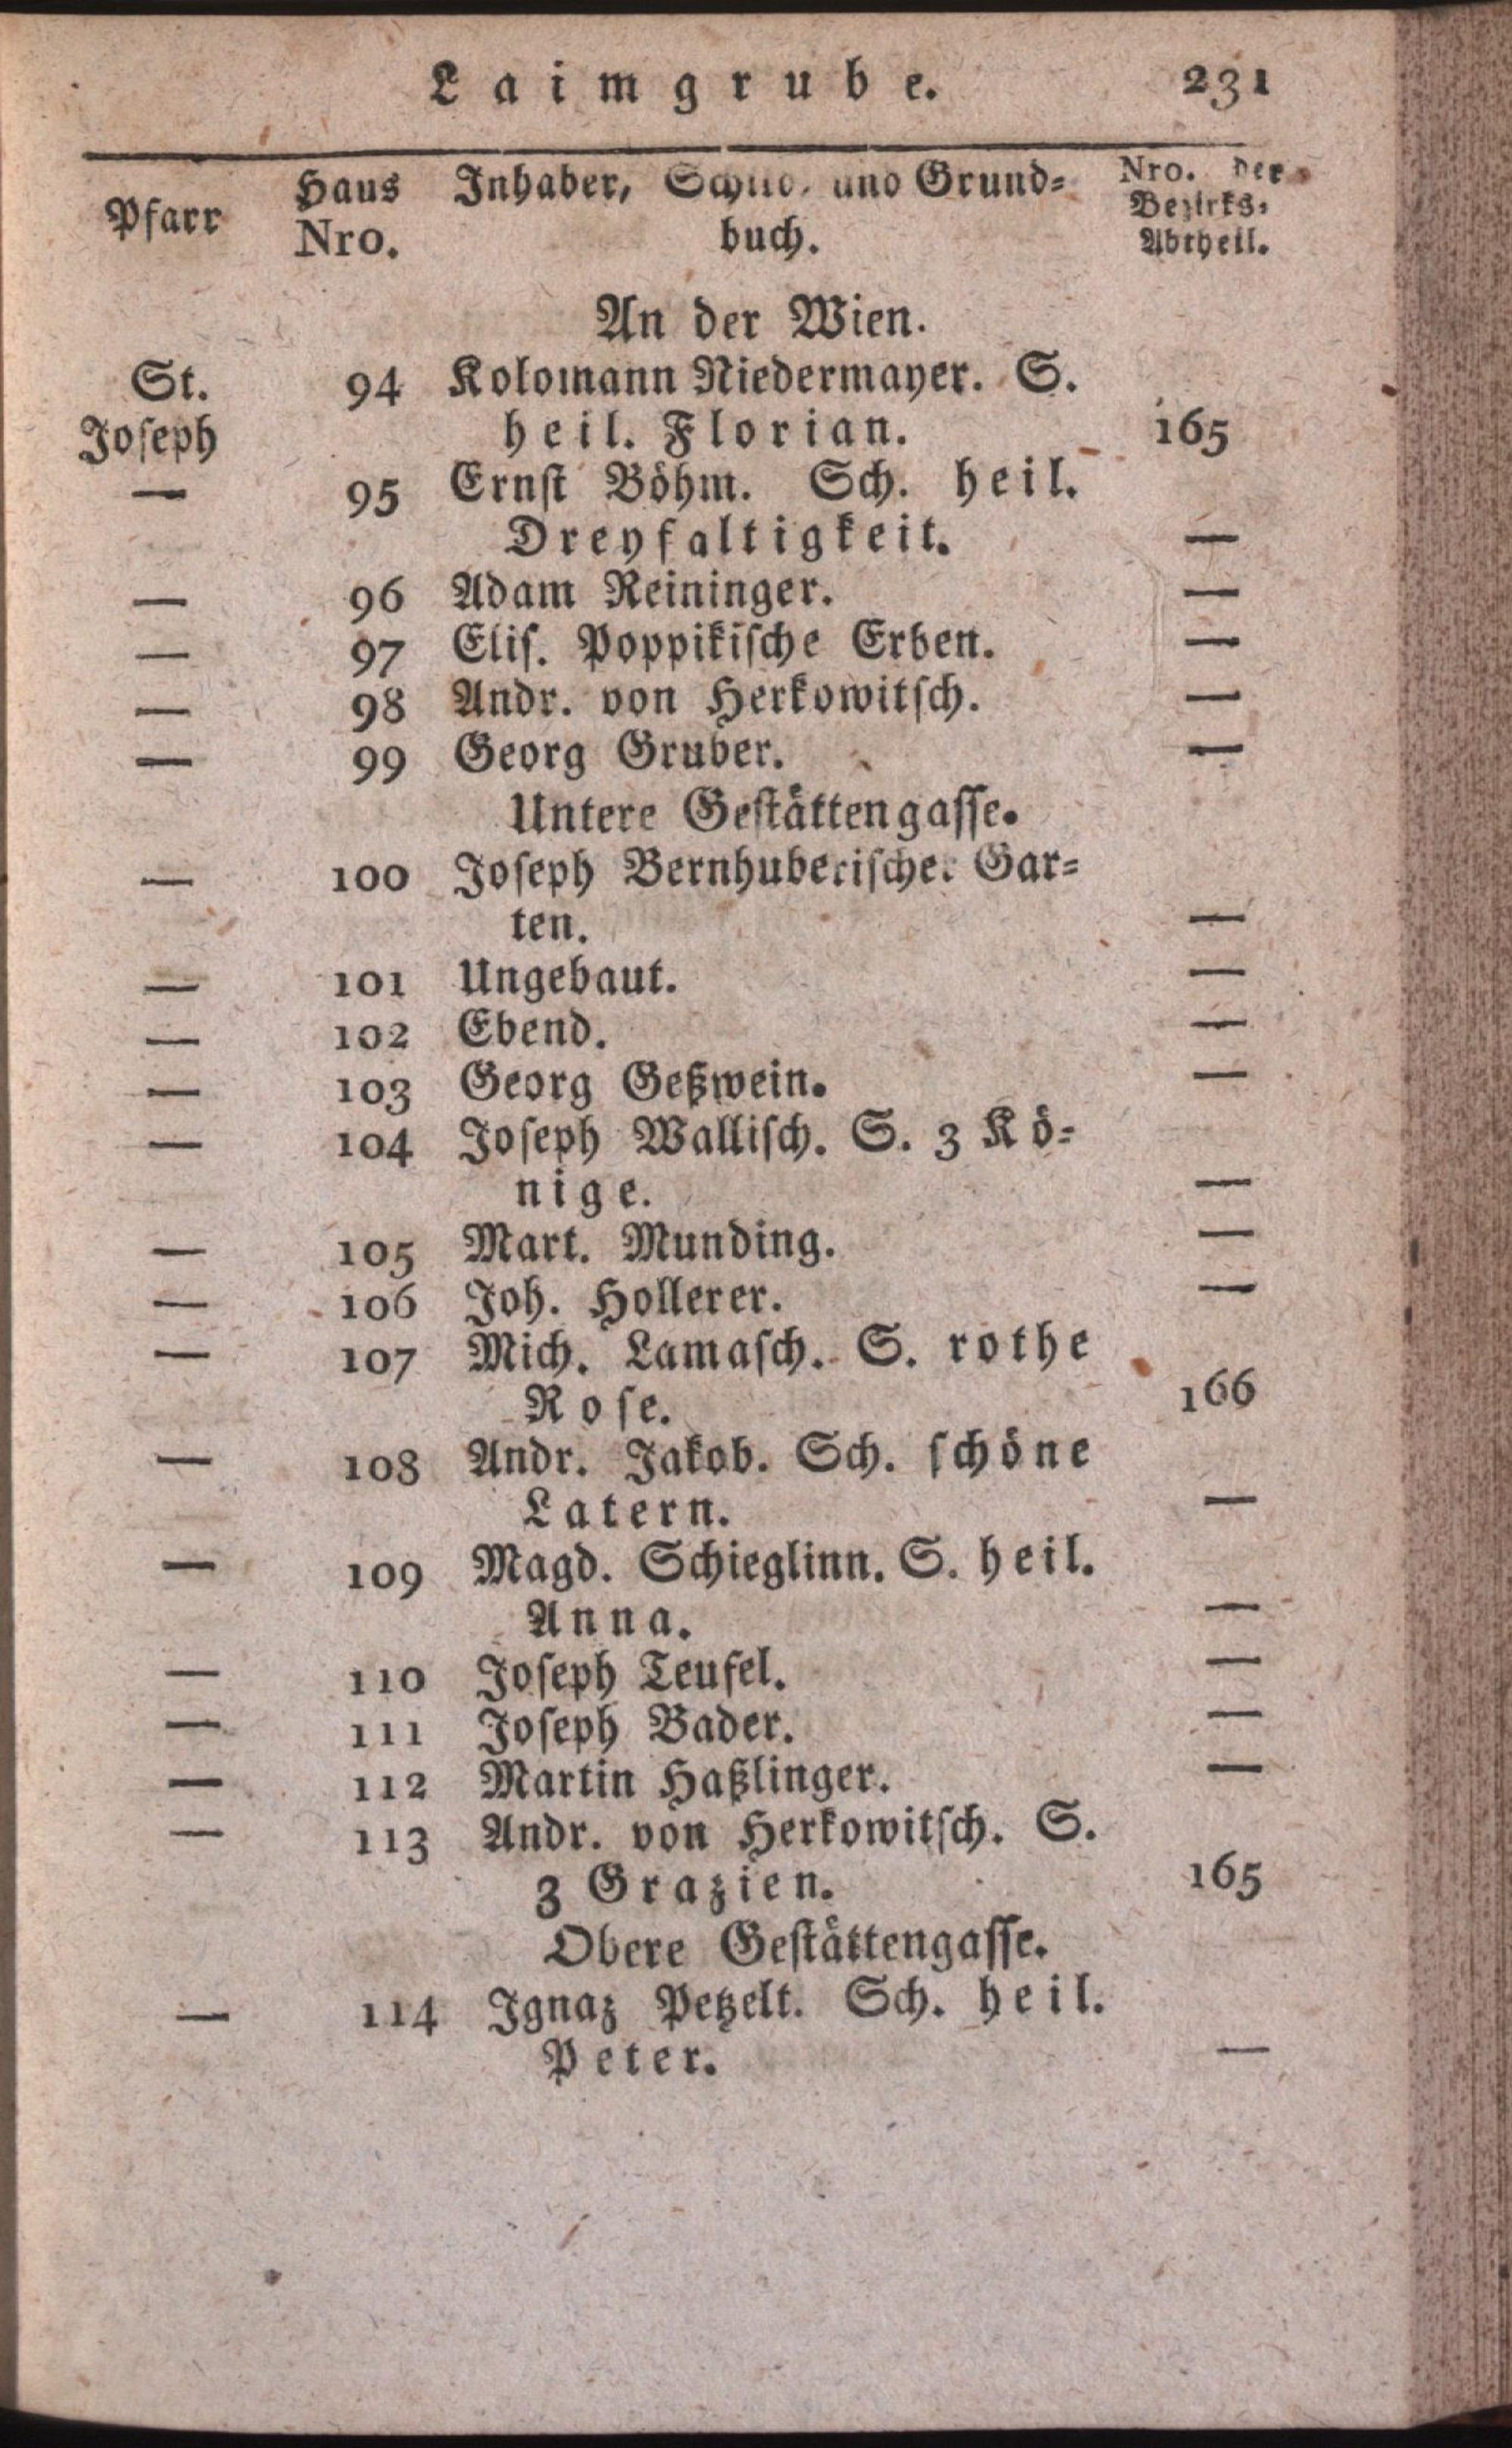 Laimgrube. 231
Pfarr Haus Nro. Inhaber, Schild- und Grund= buch. Nro. der Bezirks= Abtheil.
An der Wien.
St. 94 Kolomann Niedermayer. S.
Joseph heil. Florian. 165
— 95 Ernst Böhm. Sch. heil.
Dreyfaltigkeit. —
— 96 Adam Reininger. —
— 97 Elis. Poppikische Erben. —
— 98 Andr. von Herkowitsch. —
— 99 Georg Gruber. —
Untere Gestättengasse.
— 100 Joseph Bernhuberischer Gar=
ten. —
— 101 Ungebaut. —
— 102 Ebend. —
— 103 Georg Geßwein. —
— 104 Joseph Wallisch. S. 3 Kö=
nige. —
— 105 Mart. Munding. —
— 106 Joh. Hollerer. —
— 107 Mich. Lamasch. S. rothe
Rose. 166
— 108 Andr. Jakob. Sch. schöne
Latern. —
— 109 Magd. Schieglinn. S. heil.
Anna. —
— 110 Joseph Teufel. —
— 111 Joseph Bader. —
— 112 Martin Haßlinger. —
— 113 Andr. von Herkowitsch. S.
3 Grazien. 165
Obere Gestättengasse.
— 114 Ignaz Petzelt. Sch. heil.
Peter. —